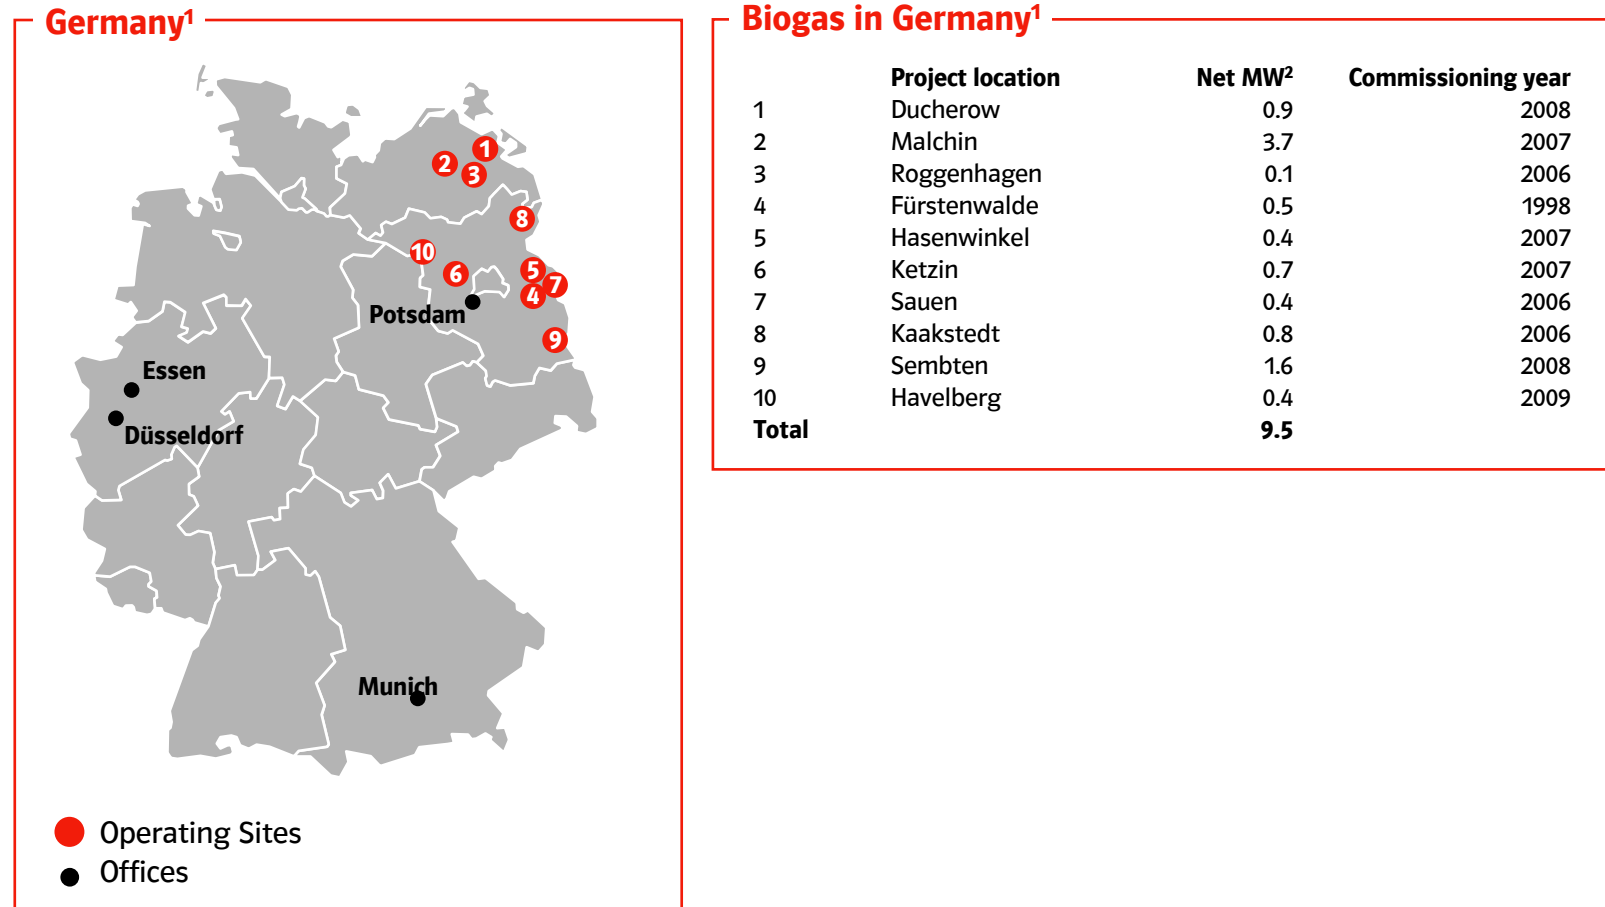 Germany¹
1
2
3
8
10
5
6
7
4
Potsdam
9
Essen
Düsseldorf
Munich
Operating Sites
Offices
Biogas in Germany¹
Project location Net MW² Commissioning year
1 Ducherow 0.9 2008
2 Malchin 3.7 2007
3 Roggenhagen 0.1 2006
4 Fürstenwalde 0.5 1998
5 Hasenwinkel 0.4 2007
6 Ketzin 0.7 2007
7 Sauen 0.4 2006
8 Kaakstedt 0.8 2006
9 Sembten 1.6 2008
10 Havelberg 0.4 2009
Total 9.5